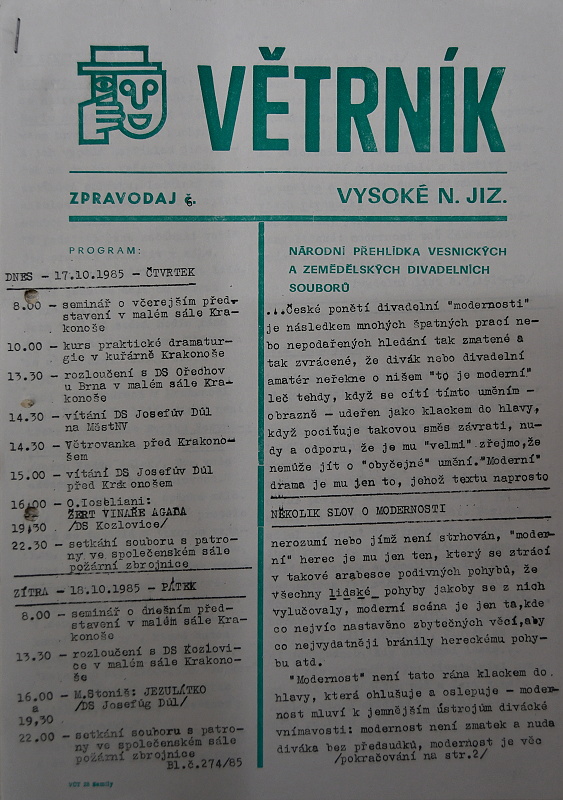 VĚTRNÍK
ZPRAVODAJ č. 6.
VYSOKÉ N. JIZ.
PROGRAM:
DNES - 17.10.1985 - ČTVRTEK
8.00 - seminář o včerejším před-
stavení v malém sále Kra-
konoše
10.00 - kurs praktické dramatur-
gie v kuřárně Krakonoše
13.30 - rozloučení s DS Ořechov
u Brna v malém sále Kra-
konoše
14.30 - vítání DS Josefův Důl
na MěstNV
14.30 - Větrovanka před Krakono-
šem
15.00 - vítání DS Josefův Důl
před Krakonošem
16.00 - O.Iosbliani:
a ŽERT VINAŘE AGADA
19,30 /DS Kozlovice/
22.30 - setkání souboru s patro-
ny ve společenském sále
požární zbrojnice
ZÍTRA - 18.10.1985 - PÁTEK
8.00 - seminář o dnešním před-
stavení v malém sále Kra-
konoše
13.30 - rozloučení s DS Kozlovi-
ce v malém sále Krakono-
še
16.00 - M.Stoniš: JEZULÁTKO
a /DS Josefůg Důl/
19,30
22.00 - setkání souboru s patro-
ny ve společenském sále
požární zbrojnice
Bl.č.274/85
NÁRODNÍ PŘEHLÍDKA VESNICKÝCH
A ZEMĚDĚLSKÝCH DIVADELNÍCH
SOUBORŮ
...České ponětí divadelní "modernosti"
je následkem mnohých špatných prací ne-
bo nepodařených hledání tak zmatené a
tak zvrácené, že divák nebo divadelní
amatér neřekne o ničem "to je moderní"
leč tehdy, když se cítí tímto uměním -
obrazně - udeřen jako klackem do hlavy,
když pociťuje takovou směs závrati, nu-
dy a odporu, že je mu "velmi" zřejmo,že
nemůže jít o "obyčejné" umění."Moderní"
drama je mu jen to, jehož textu naprosto
NĚKOLIK SLOV O MODERNOSTI
nerozumí nebo jímž není strhován, "moder-
ní" herec je mu jen ten, který se ztrácí
v takové arabesce podivných pohybů, že
všechny lidské pohyby jakoby se z nich
vylučovaly, moderní scéna je jen ta,kde
co nejvíc nastavěno zbytečných věcí,aby
co nejvydatněji bránily hereckému pohy-
bu atd.
"Modernost" není tato rána klackem do
hlavy, která ohlušuje a oslepuje - moder-
nost mluví k jemnějším ústrojům divácké
vnímavosti: modernost není zmatek a nuda
diváka bez předsudků, modernost je věc
/pokračování na str.2/